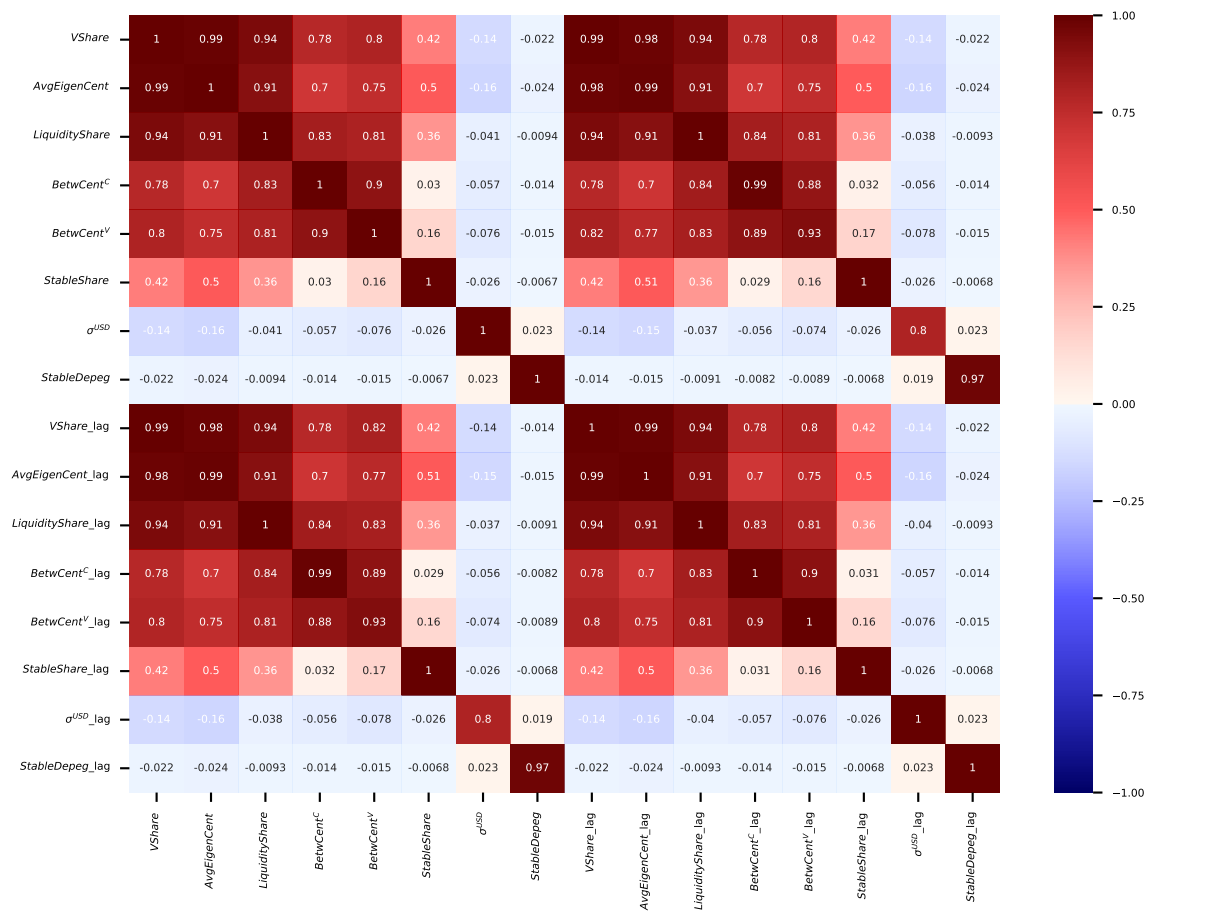 VShare 1 0.99 0.94 0.78 0.8 0.42 -0.14 -0.022 0.99 0.98 0.94 0.78 0.8 0.42 -0.14 -0.022
AvgEigenCent 0.99 1 0.91 0.7 0.75 0.5 -0.16 -0.024 0.98 0.99 0.91 0.7 0.75 0.5 -0.16 -0.024
LiquidityShare 0.94 0.91 1 0.83 0.81 0.36 -0.041 -0.0094 0.94 0.91 1 0.84 0.81 0.36 -0.038 -0.0093
BetwCent^C 0.78 0.7 0.83 1 0.9 0.03 -0.057 -0.014 0.78 0.7 0.84 0.99 0.88 0.032 -0.056 -0.014
BetwCent^V 0.8 0.75 0.81 0.9 1 0.16 -0.076 -0.015 0.82 0.77 0.83 0.89 0.93 0.17 -0.078 -0.015
StableShare 0.42 0.5 0.36 0.03 0.16 1 -0.026 -0.0067 0.42 0.51 0.36 0.029 0.16 1 -0.026 -0.0068
σ^USD -0.14 -0.16 -0.041 -0.057 -0.076 -0.026 1 0.023 -0.14 -0.15 -0.037 -0.056 -0.074 -0.026 0.8 0.023
StableDepeg -0.022 -0.024 -0.0094 -0.014 -0.015 -0.0067 0.023 1 -0.014 -0.015 -0.0091 -0.0082 -0.0089 -0.0068 0.019 0.97
VShare_lag 0.99 0.98 0.94 0.78 0.82 0.42 -0.14 -0.014 1 0.99 0.94 0.78 0.8 0.42 -0.14 -0.022
AvgEigenCent_lag 0.98 0.99 0.91 0.7 0.77 0.51 -0.15 -0.015 0.99 1 0.91 0.7 0.75 0.5 -0.16 -0.024
LiquidityShare_lag 0.94 0.91 1 0.84 0.83 0.36 -0.037 -0.0091 0.94 0.91 1 0.83 0.81 0.36 -0.04 -0.0093
BetwCent^C_lag 0.78 0.7 0.84 0.99 0.89 0.029 -0.056 -0.0082 0.78 0.7 0.83 1 0.9 0.031 -0.057 -0.014
BetwCent^V_lag 0.8 0.75 0.81 0.88 0.93 0.16 -0.074 -0.0089 0.8 0.75 0.81 0.9 1 0.16 -0.076 -0.015
StableShare_lag 0.42 0.5 0.36 0.032 0.17 1 -0.026 -0.0068 0.42 0.5 0.36 0.031 0.16 1 -0.026 -0.0068
σ^USD_lag -0.14 -0.16 -0.038 -0.056 -0.078 -0.026 0.8 0.019 -0.14 -0.16 -0.04 -0.057 -0.076 -0.026 1 0.023
StableDepeg_lag -0.022 -0.024 -0.0093 -0.014 -0.015 -0.0068 0.023 0.97 -0.022 -0.024 -0.0093 -0.014 -0.015 -0.0068 0.023 1
VShare
AvgEigenCent
LiquidityShare
BetwCent^C
BetwCent^V
StableShare
σ^USD
StableDepeg
VShare_lag
AvgEigenCent_lag
LiquidityShare_lag
BetwCent^C_lag
BetwCent^V_lag
StableShare_lag
σ^USD_lag
StableDepeg_lag
1.00
0.75
0.50
0.25
0.00
−0.25
−0.50
−0.75
−1.00